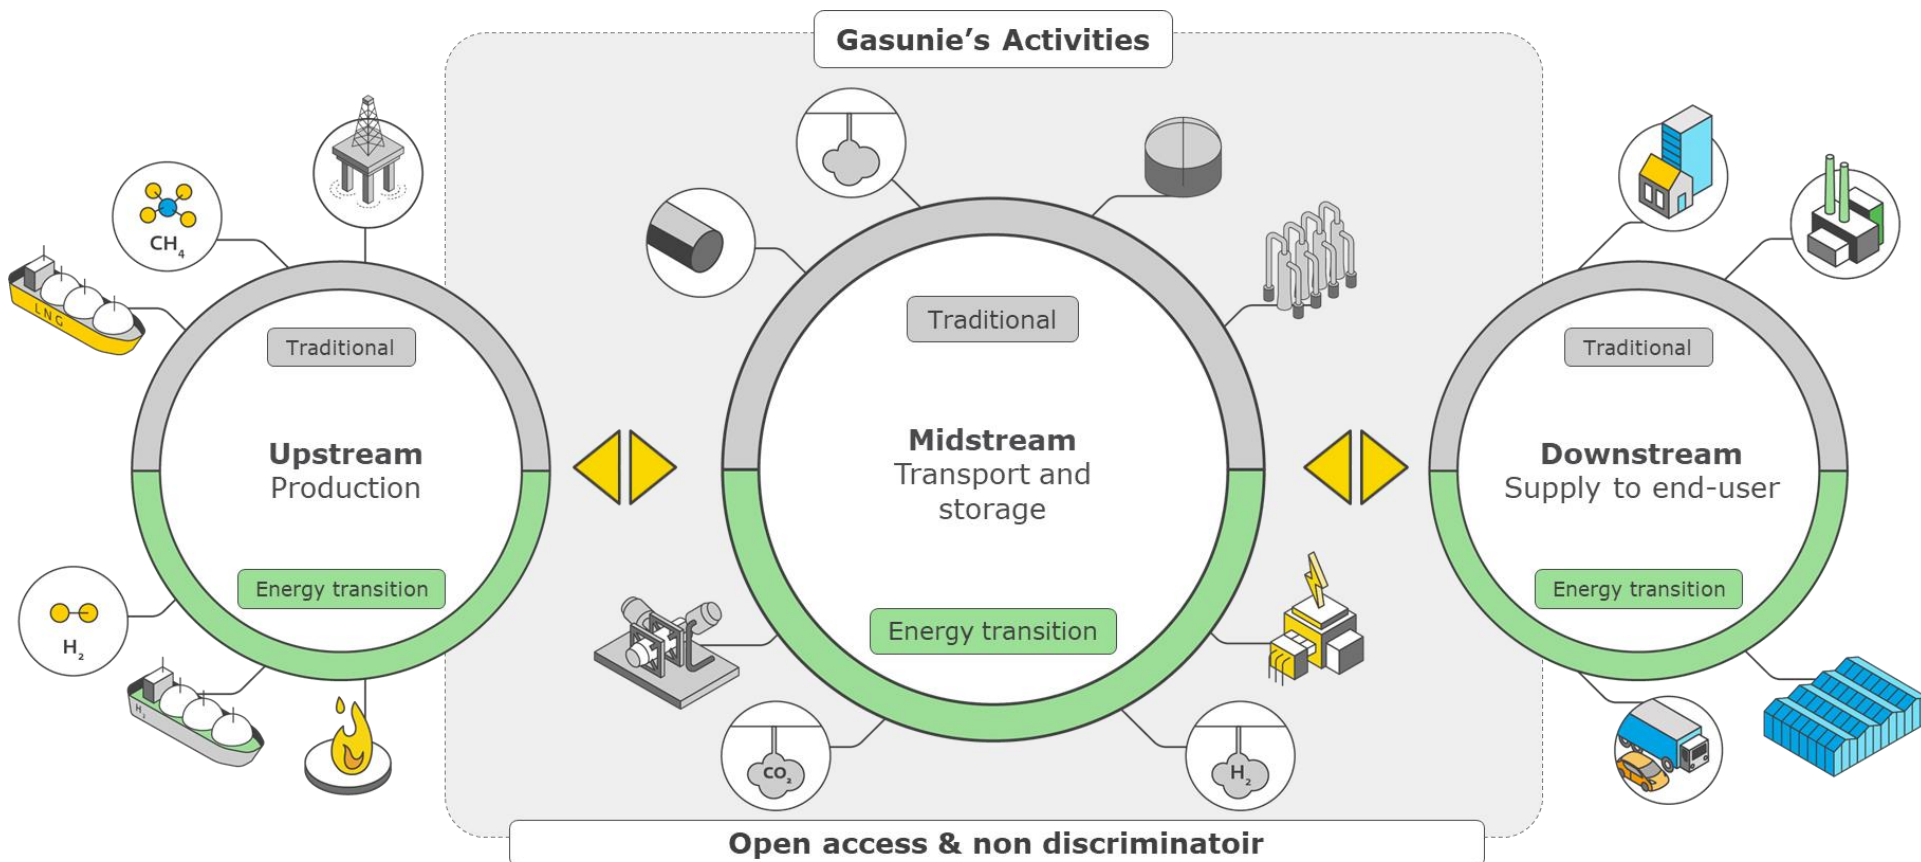 Gasunie's Activities
CH₄
LNG
Traditional
Upstream
Production
Energy transition
H₂
H₂
Traditional
Midstream
Transport and
storage
Energy transition
CO₂
H₂
Traditional
Downstream
Supply to end-user
Energy transition
Open access & non discriminatoir